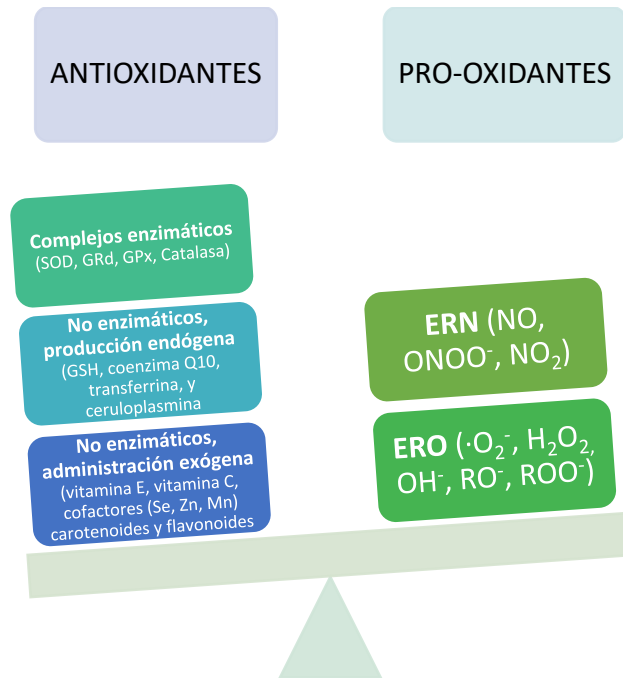 ANTIOXIDANTES
PRO-OXIDANTES
Complejos enzimáticos
(SOD, GRd, GPx, Catalasa)
No enzimáticos,
producción endógena
(GSH, coenzima Q10,
transferrina, y
ceruloplasmina
No enzimáticos,
administración exógena
(vitamina E, vitamina C,
cofactores (Se, Zn, Mn)
carotenoides y flavonoides
ERN (NO,
ONOO⁻, NO₂)
ERO (·O₂⁻, H₂O₂,
OH⁻, RO⁻, ROO⁻)